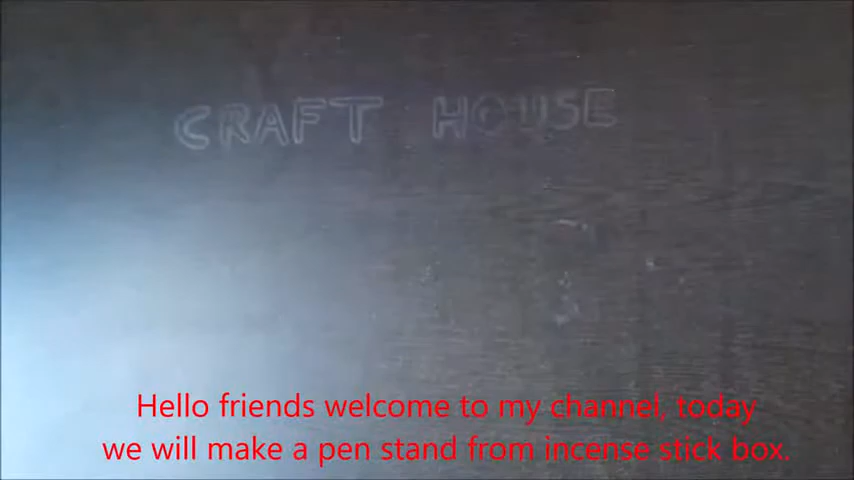 CRAFT HOUSE
Hello friends welcome to my channel, today
we will make a pen stand from incense stick box.